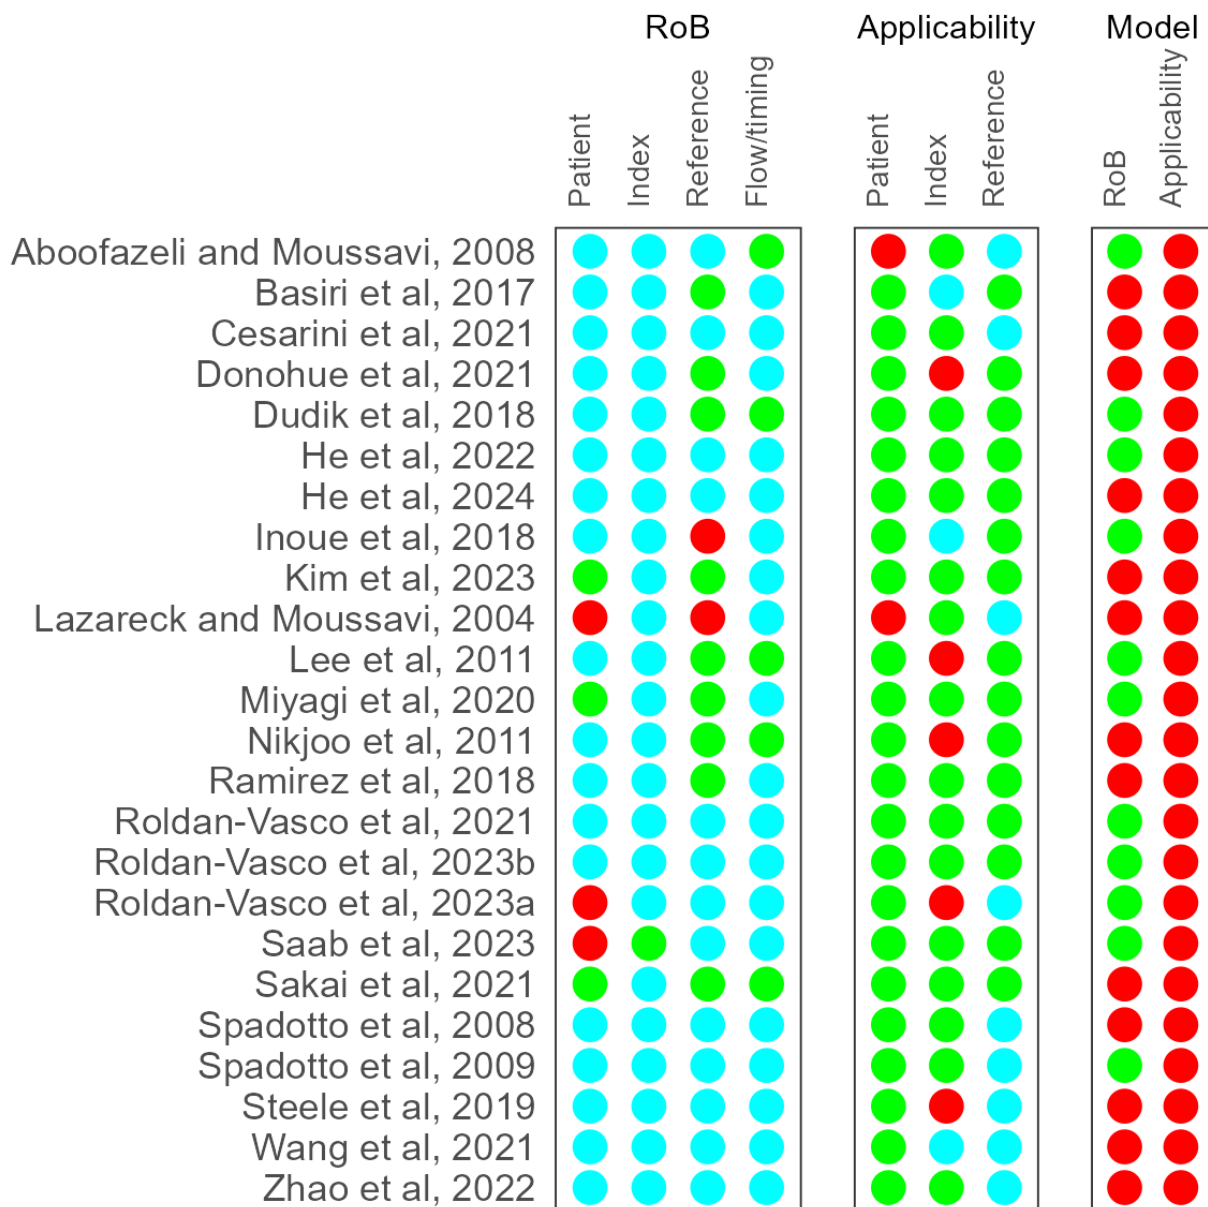 RoB Applicability Model
Patient Index Reference Flow/timing Patient Index Reference RoB Applicability
Aboofazeli and Moussavi, 2008
Basiri et al, 2017
Cesarini et al, 2021
Donohue et al, 2021
Dudik et al, 2018
He et al, 2022
He et al, 2024
Inoue et al, 2018
Kim et al, 2023
Lazareck and Moussavi, 2004
Lee et al, 2011
Miyagi et al, 2020
Nikjoo et al, 2011
Ramirez et al, 2018
Roldan-Vasco et al, 2021
Roldan-Vasco et al, 2023b
Roldan-Vasco et al, 2023a
Saab et al, 2023
Sakai et al, 2021
Spadotto et al, 2008
Spadotto et al, 2009
Steele et al, 2019
Wang et al, 2021
Zhao et al, 2022